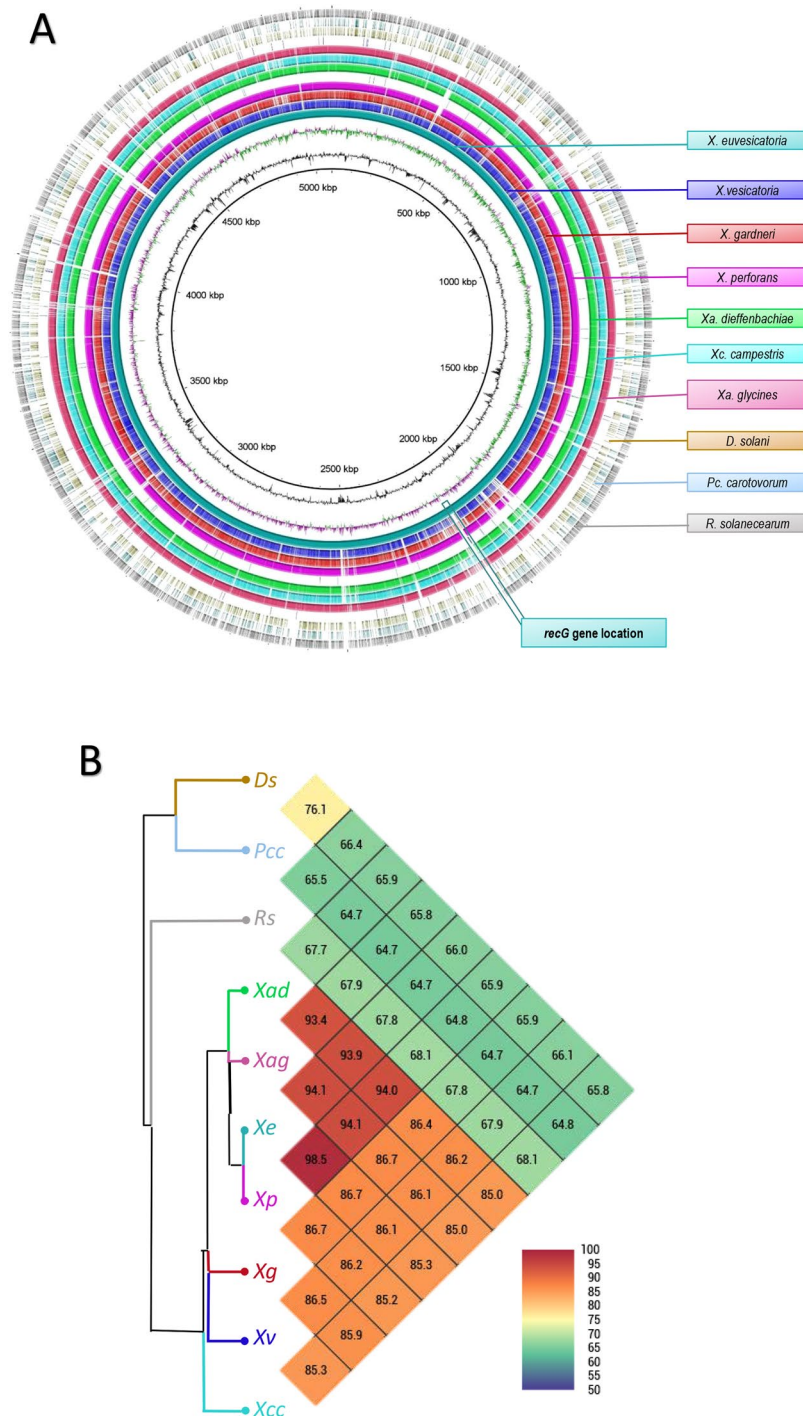 A
5000 kbp
500
4500 kbp
1000 kbp
4000 kbp
1500 kbp
3500 kbp
2000 kbp
3000 kbp
2500 kbp
X. euvesicatoria
X.vesicatoria
X. gardneri
X. perforans
Xa. dieffenbachiae
Xc. campestris
Xa. glycines
D. solani
Pc. carotovorum
R. solanecearum
recG gene location
B
Ds
76.1
66.4
Pcc
65.5
65.9
64.7
65.8
Rs
67.7
64.7
66.0
67.9
64.7
65.9
Xad
93.4
67.8
64.8
65.9
93.9
68.1
64.7
66.1
Xag
94.1
94.0
67.8
64.7
65.8
94.1
86.4
67.9
64.8
Xe
98.5
86.7
86.2
68.1
86.7
86.1
85.0
Xp
86.7
86.1
85.0
86.2
85.3
Xg
86.5
85.2
85.9
Xv
85.3
Xcc
100
95
90
85
80
75
70
65
60
55
50